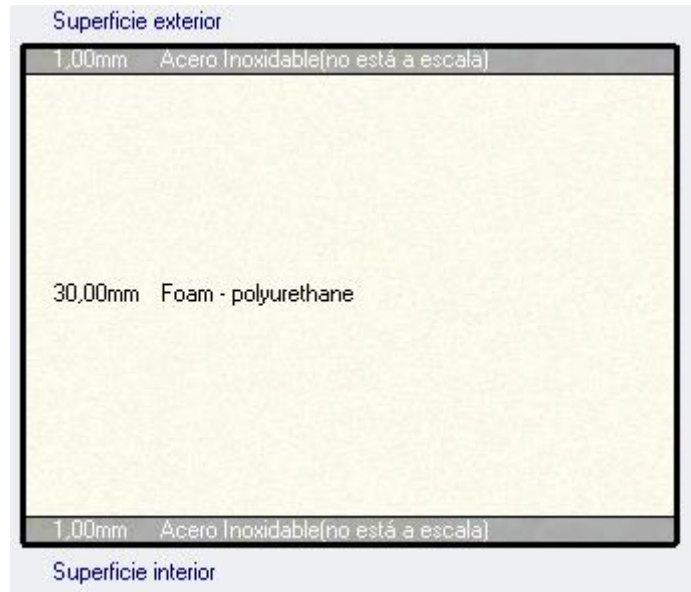 Superficie exterior
1,00mm Acero Inoxidable(no está a escala)
30,00mm Foam - polyurethane
1,00mm Acero Inoxidable(no está a escala)
Superficie interior